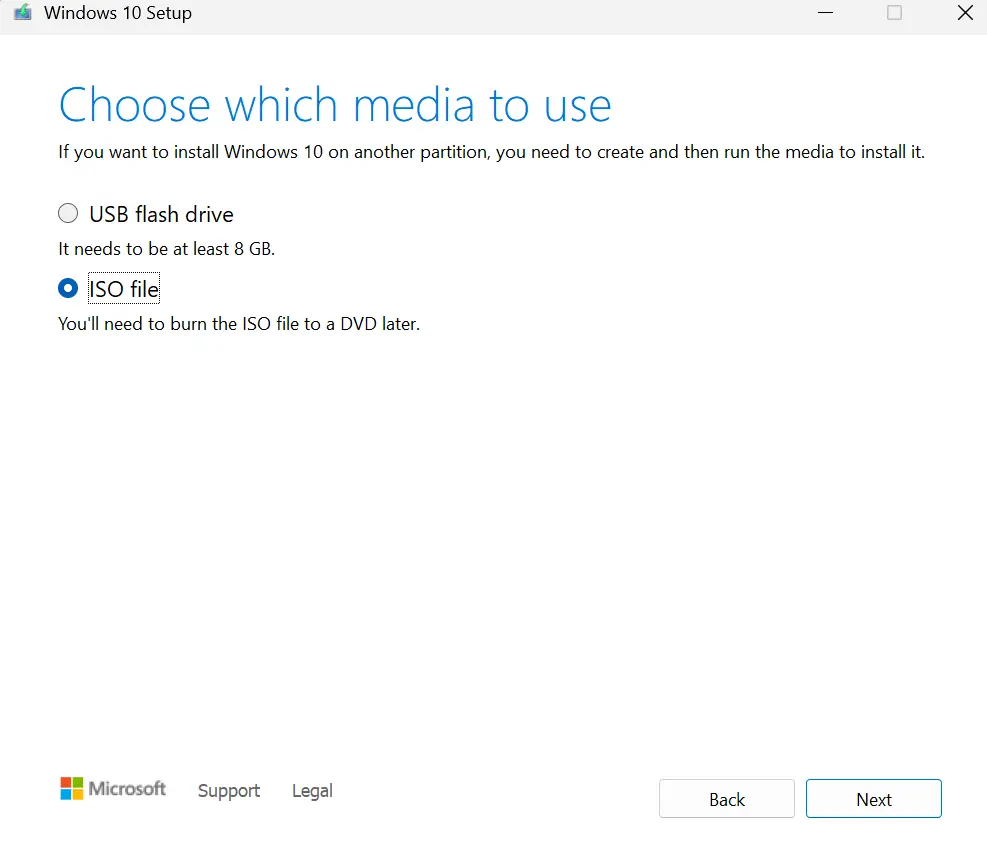 Windows 10 Setup
Choose which media to use
If you want to install Windows 10 on another partition, you need to create and then run the media to install it.
USB flash drive
It needs to be at least 8 GB.
ISO file
You'll need to burn the ISO file to a DVD later.
Microsoft Support Legal Back Next